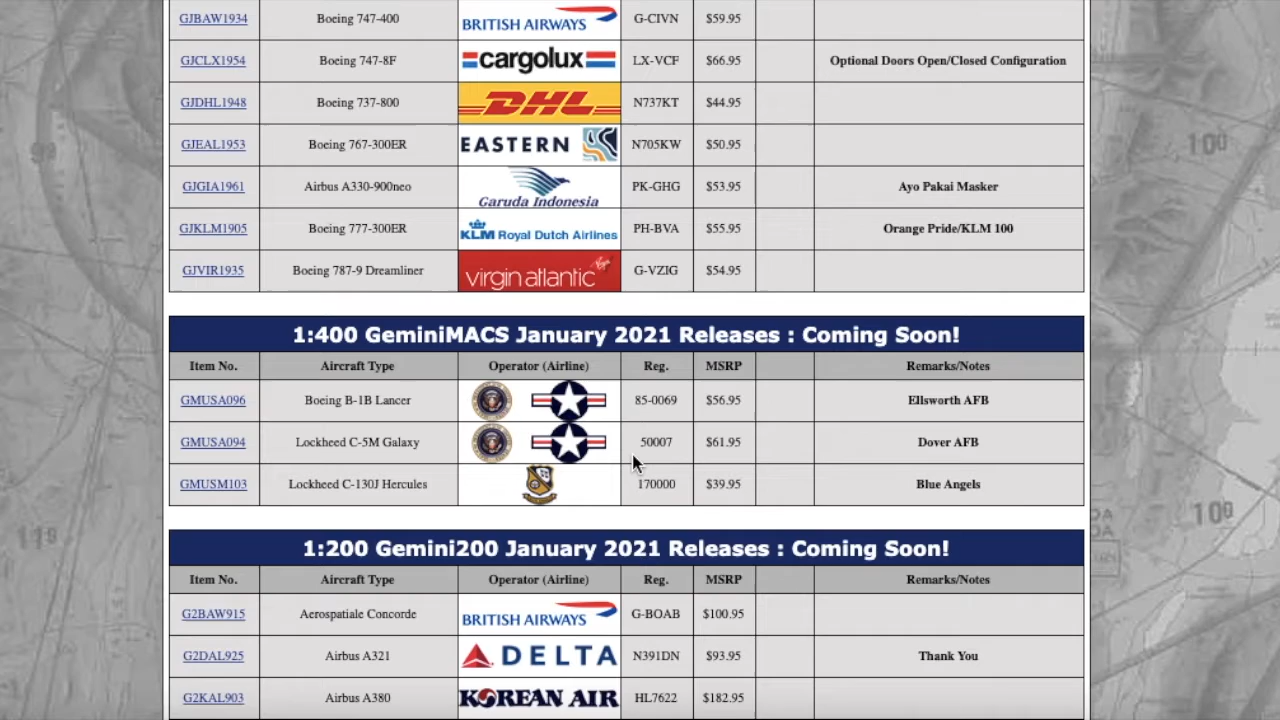 GJBAW1934 Boeing 747-400 BRITISH AIRWAYS G-CIVN $59.95
GJCLX1954 Boeing 747-8F cargolux LX-VCF $66.95 Optional Doors Open/Closed Configuration
GJDHL1948 Boeing 737-800 DHL N737KT $44.95
GJEAL1953 Boeing 767-300ER EASTERN N705KW $50.95
GJGIA1961 Airbus A330-900neo Garuda Indonesia PK-GHG $53.95 Ayo Pakai Masker
GJKLM1905 Boeing 777-300ER KLM Royal Dutch Airlines PH-BVA $55.95 Orange Pride/KLM 100
GJVIR1935 Boeing 787-9 Dreamliner virgin atlantic G-VZIG $54.95
1:400 GeminiMACS January 2021 Releases : Coming Soon!
Item No. Aircraft Type Operator (Airline) Reg. MSRP Remarks/Notes
GMUSA096 Boeing B-1B Lancer 85-0069 $56.95 Ellsworth AFB
GMUSA094 Lockheed C-5M Galaxy 50007 $61.95 Dover AFB
GMUSM103 Lockheed C-130J Hercules 170000 $39.95 Blue Angels
1:200 Gemini200 January 2021 Releases : Coming Soon!
Item No. Aircraft Type Operator (Airline) Reg. MSRP Remarks/Notes
G2BAW915 Aerospatiale Concorde BRITISH AIRWAYS G-BOAB $100.95
G2DAL925 Airbus A321 DELTA N391DN $93.95 Thank You
G2KAL903 Airbus A380 KOREAN AIR HL7622 $182.95